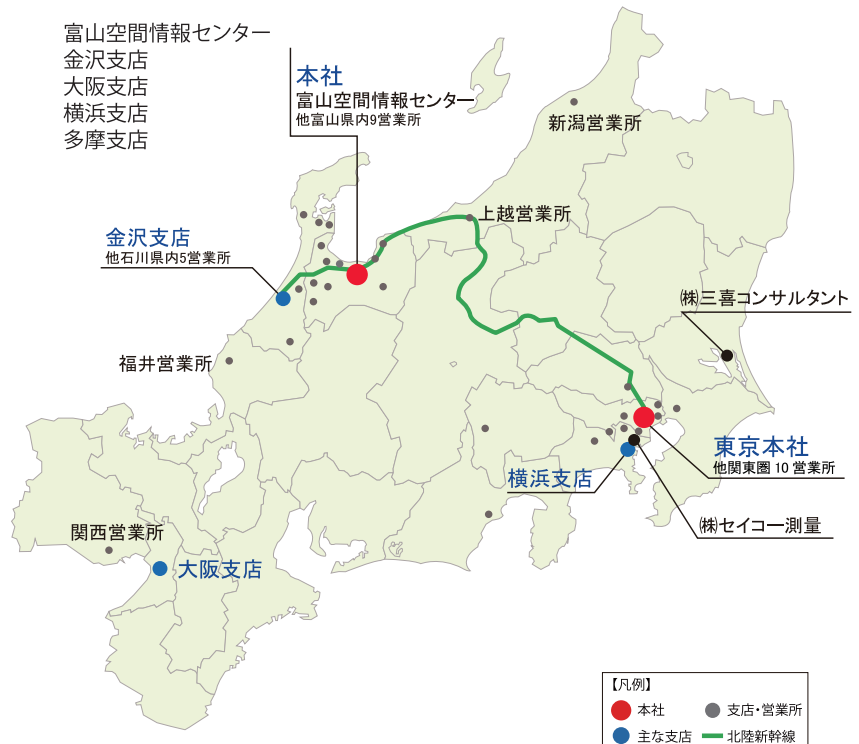 富山空間情報センター
金沢支店
大阪支店
横浜支店
多摩支店
本社
富山空間情報センター
他富山県内9営業所
新潟営業所
上越営業所
金沢支店
他石川県内5営業所
㈱三喜コンサルタント
福井営業所
東京本社
他関東圏10営業所
横浜支店
㈱セイコー測量
関西営業所
大阪支店
【凡例】
本社
支店・営業所
主な支店
北陸新幹線